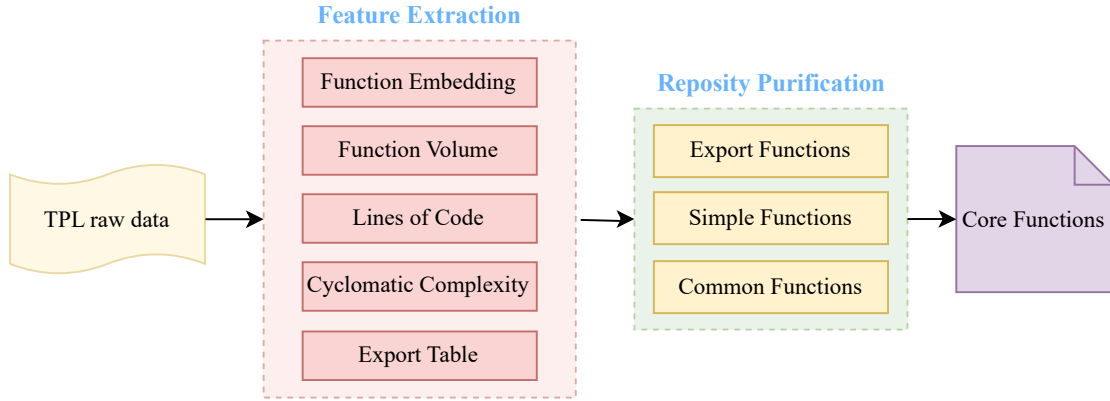 Feature Extraction
Function Embedding
Function Volume
Lines of Code
Cyclomatic Complexity
Export Table
TPL raw data
Reposity Purification
Export Functions
Simple Functions
Common Functions
Core Functions